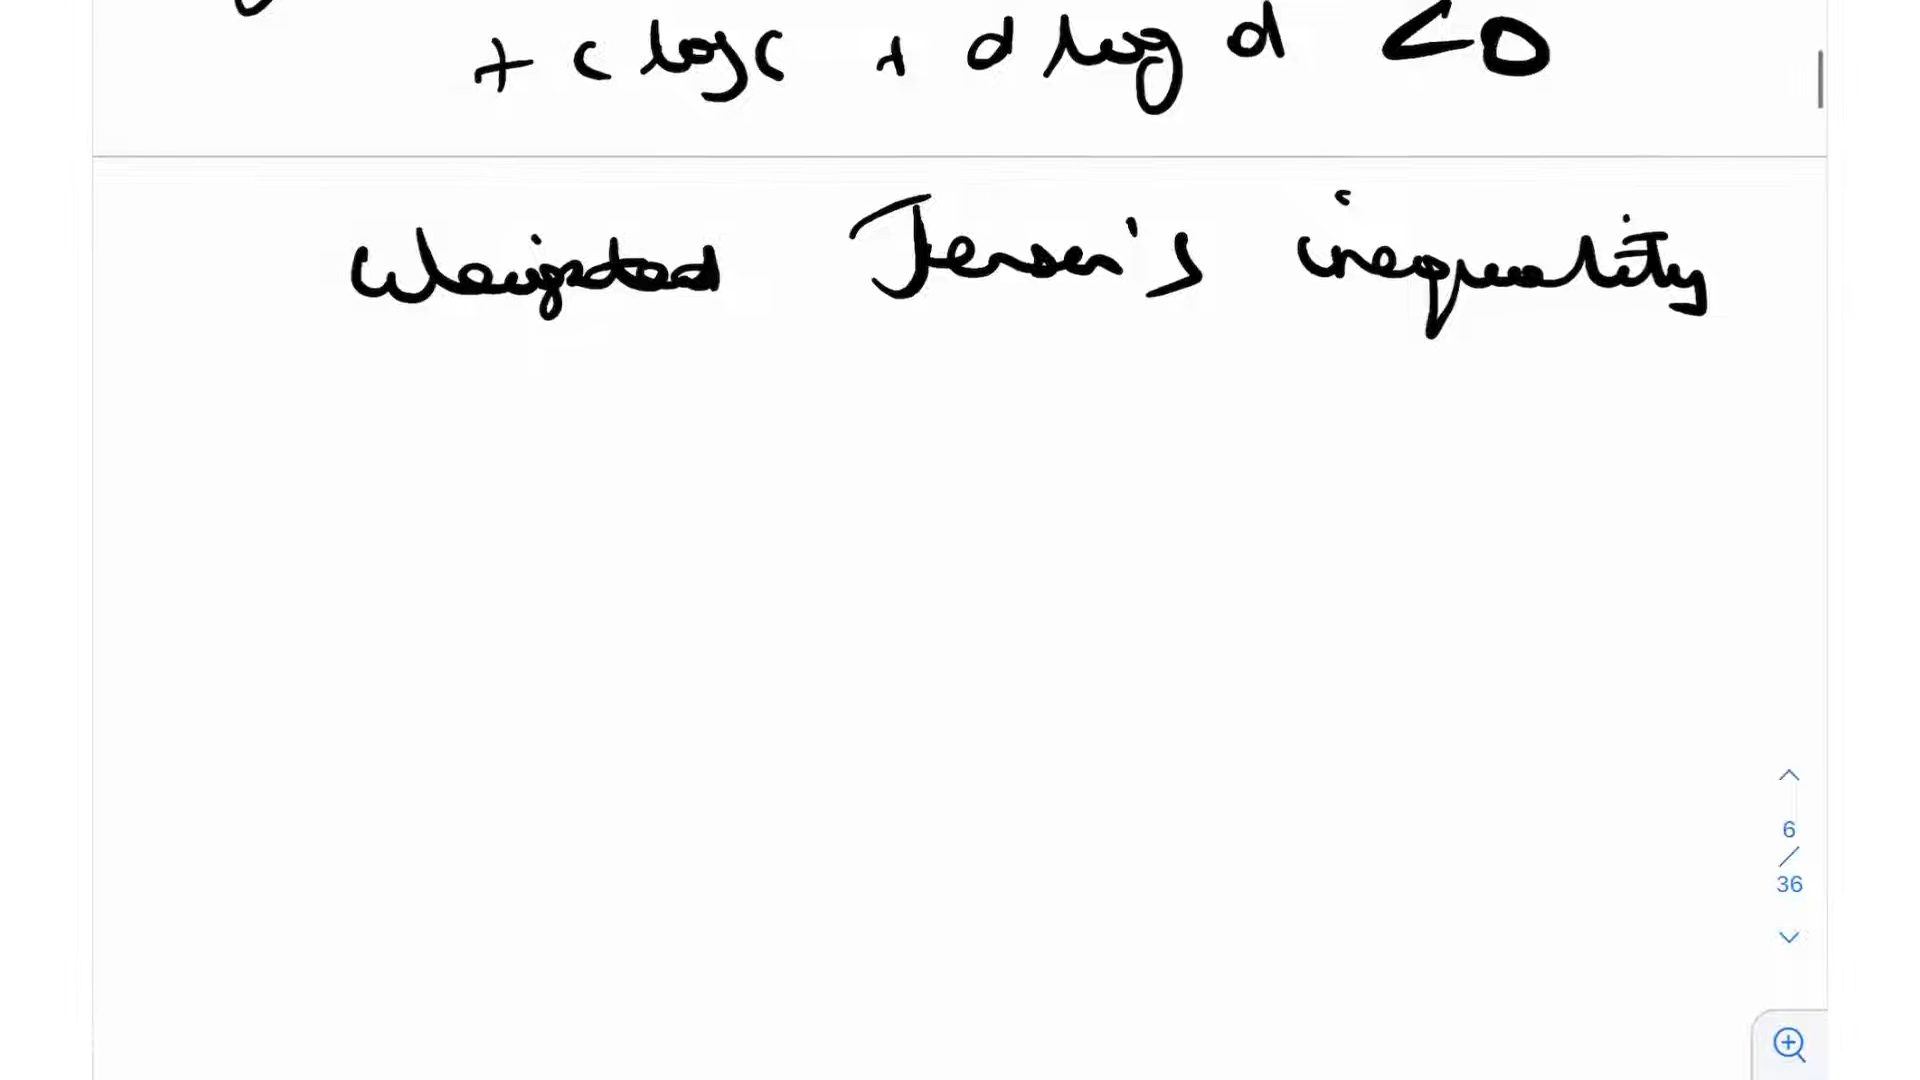 + c log c + d log d < 0
Weighted Jensen's inequality
6
/
36